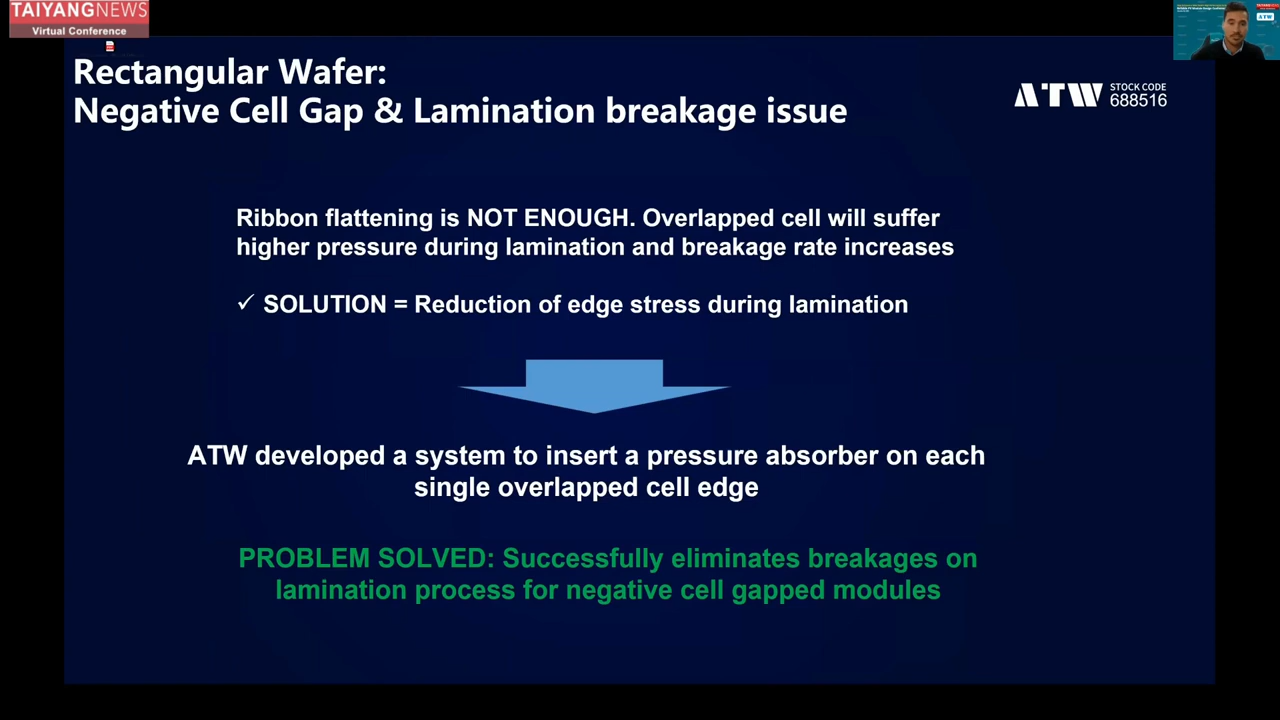 TAIYANGNEWS
Virtual Conference
Rectangular Wafer:
Negative Cell Gap & Lamination breakage issue
ATW
STOCK CODE
688516
Ribbon flattening is NOT ENOUGH. Overlapped cell will suffer
higher pressure during lamination and breakage rate increases
✓ SOLUTION = Reduction of edge stress during lamination
ATW developed a system to insert a pressure absorber on each
single overlapped cell edge
PROBLEM SOLVED: Successfully eliminates breakages on
lamination process for negative cell gapped modules
ATW